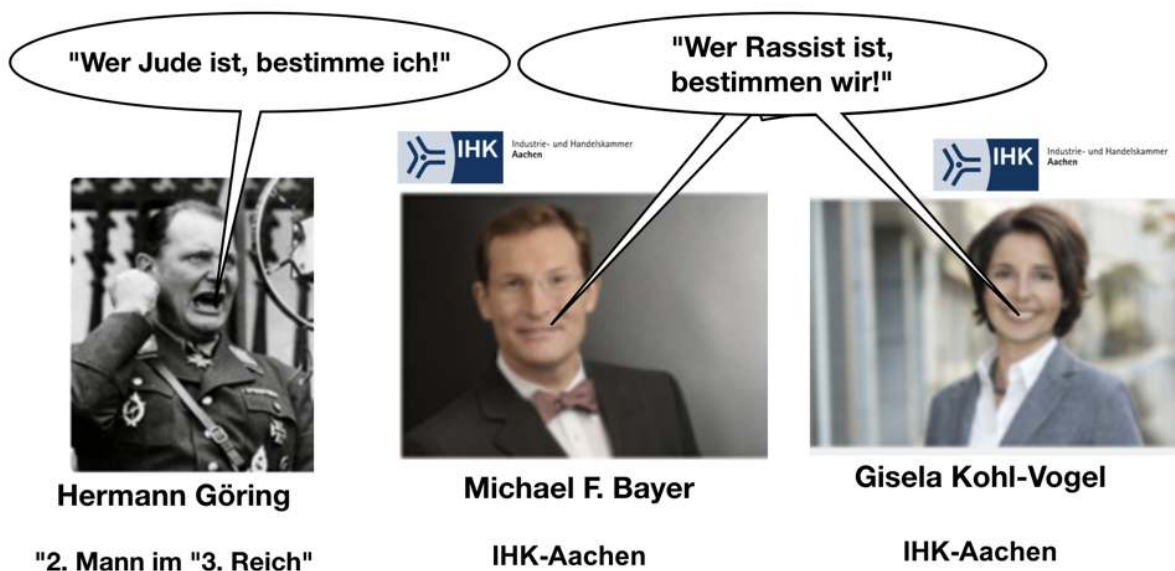 "Wer Jude ist, bestimme ich!"
"Wer Rassist ist,
bestimmen wir!"
IHK
Industrie- und Handelskammer
Aachen
IHK
Industrie- und Handelskammer
Aachen
Hermann Göring
"2. Mann im "3. Reich"
Michael F. Bayer
IHK-Aachen
Gisela Kohl-Vogel
IHK-Aachen